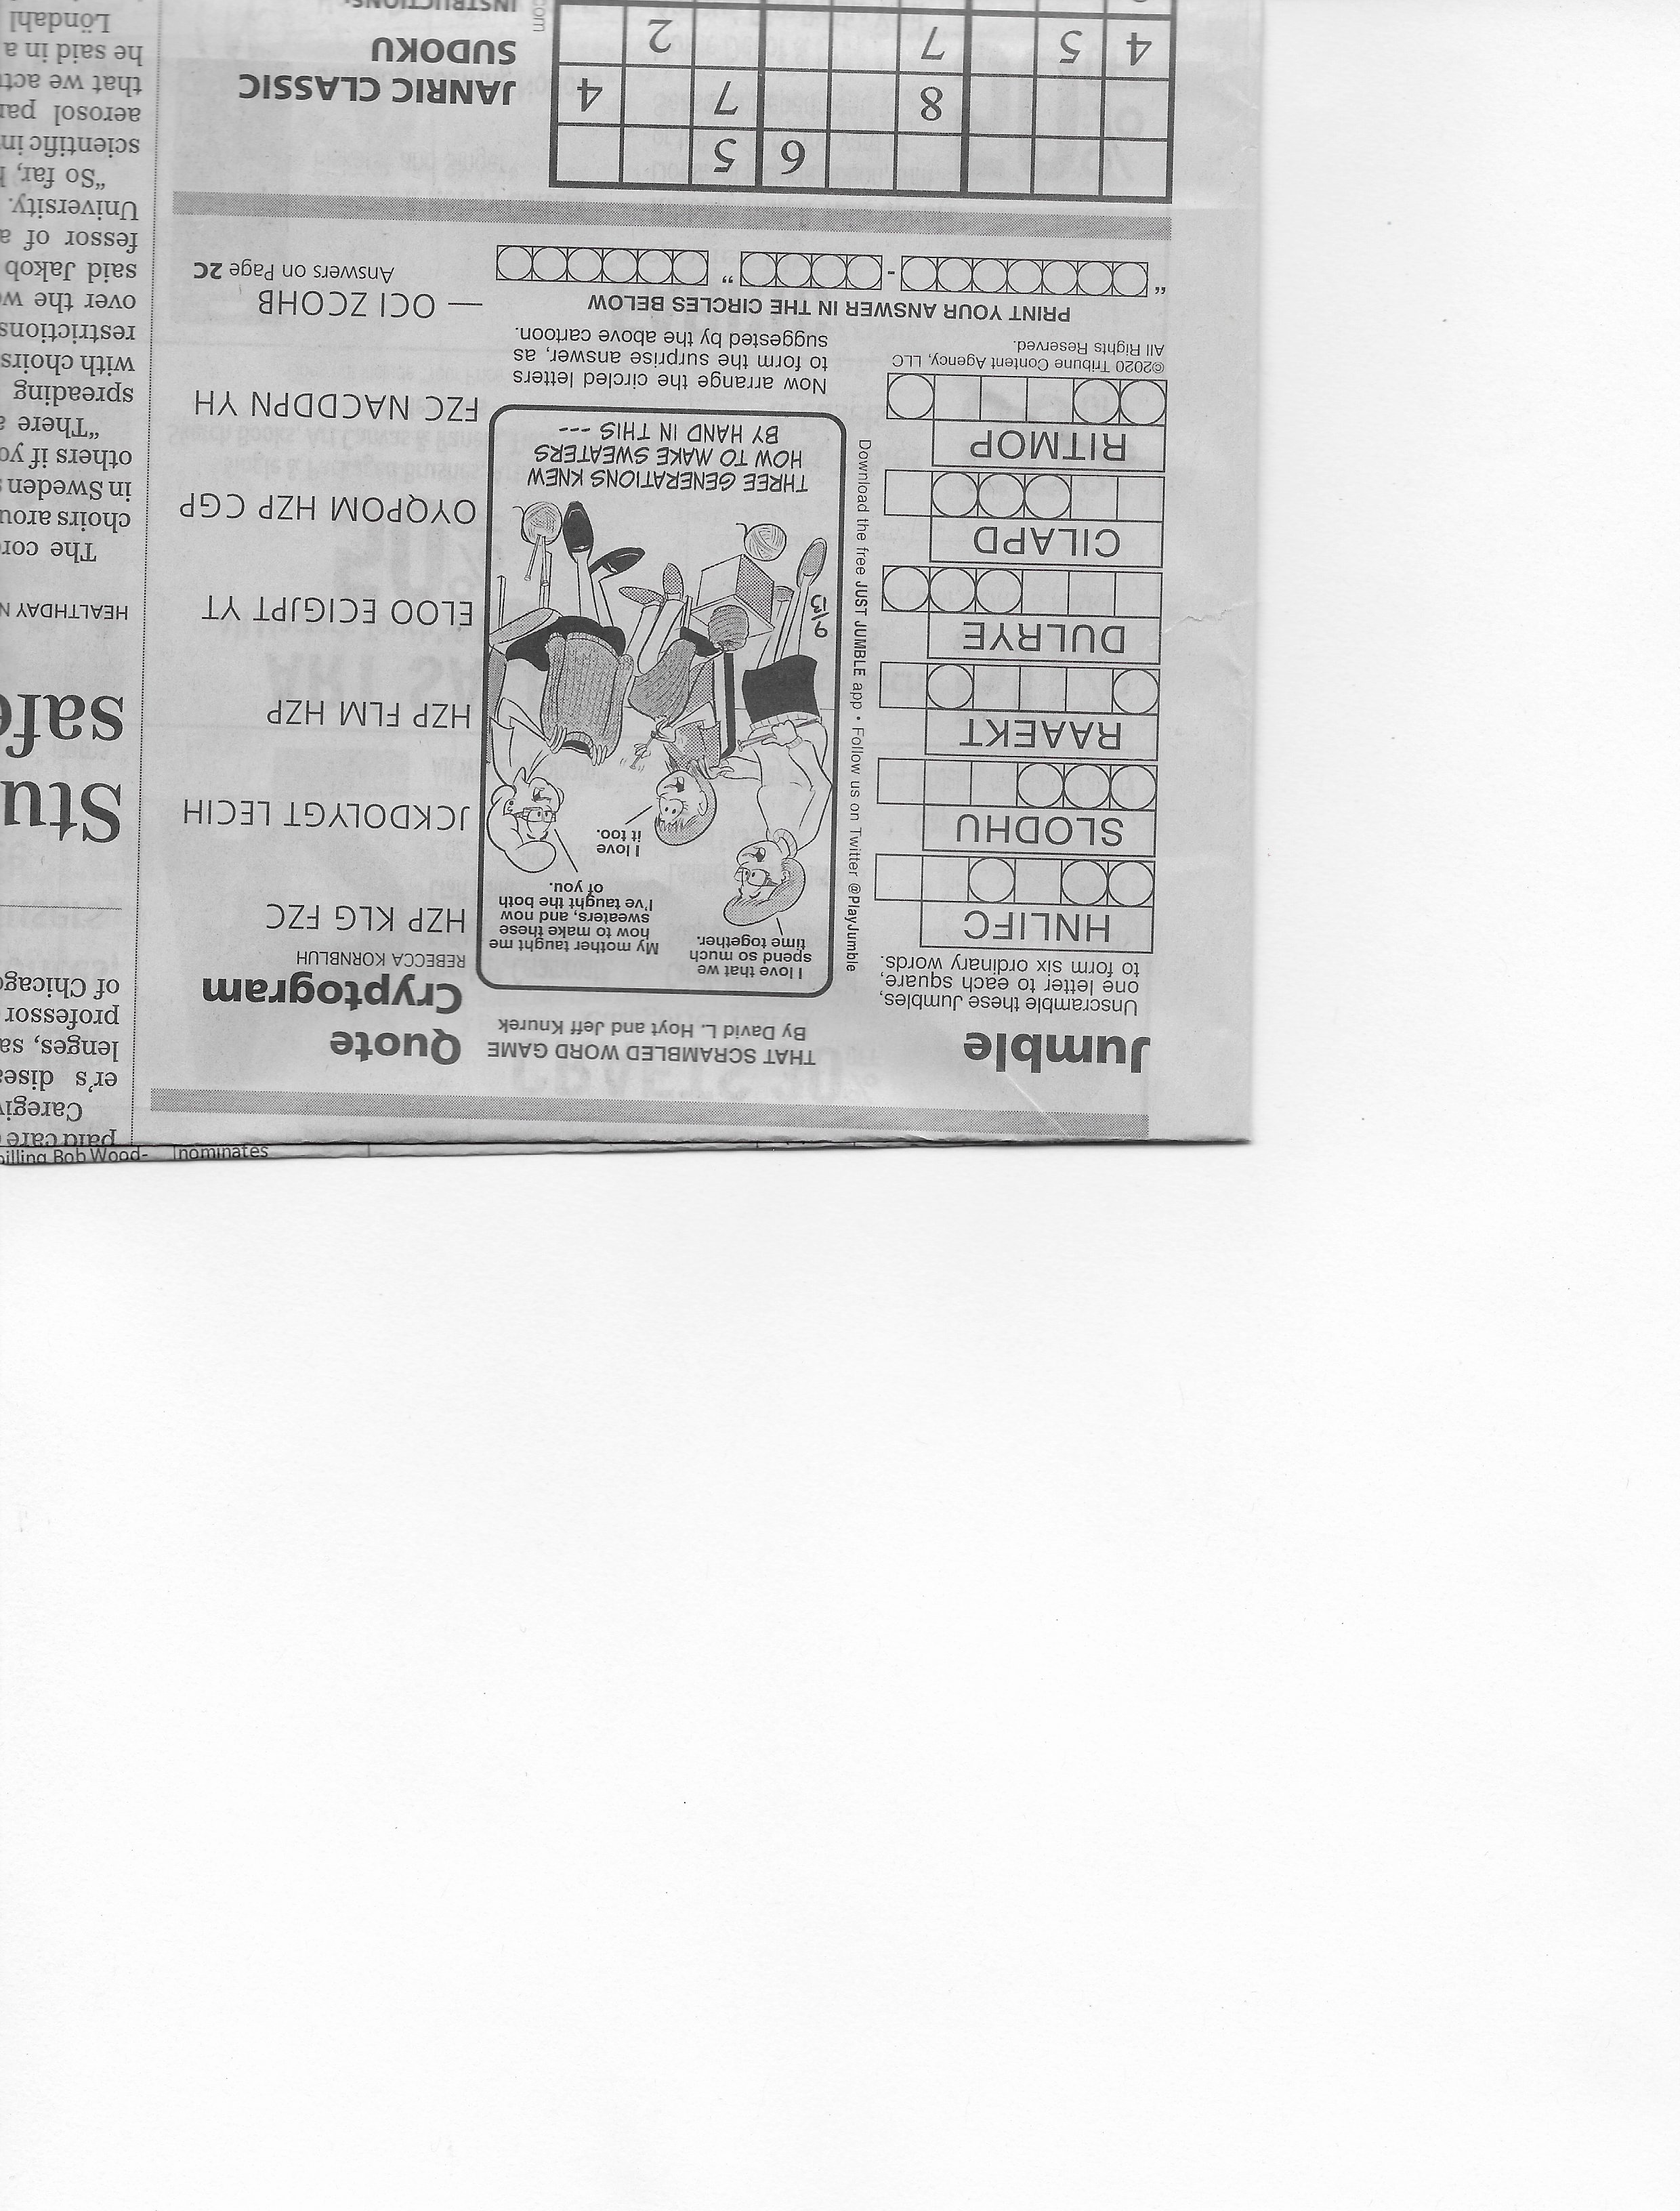 Jumble
THAT SCRAMBLED WORD GAME
By David L. Hoyt and Jeff Knurek
Unscramble these Jumbles,
one letter to each square,
to form six ordinary words.
HNLIFC
SLODHU
RAAEKT
DULRYE
CILAPD
RITMOP
©2020 Tribune Content Agency, LLC
All Rights Reserved.
Download the free JUST JUMBLE app • Follow us on Twitter @PlayJumble
I love that we
spend so much
time together.
My mother taught me
how to make these
sweaters, and now
I've taught the both
of you.
I love
it too.
9/13
THREE GENERATIONS KNEW
HOW TO MAKE SWEATERS
BY HAND IN THIS ---
Now arrange the circled letters
to form the surprise answer, as
suggested by the above cartoon.
PRINT YOUR ANSWER IN THE CIRCLES BELOW
" - "
Quote
Cryptogram
REBECCA KORNBLUH
HZP KLG FZC
JCKDOLYGT LECIH
HZP FLM HZP
ELOO ECIGJPT YT
OYQPOM HZP CGP
FZC NACDDPN YH
— OCI ZCOHB
Answers on Page 2C
6 5
8 7 4
4 5 7 2
JANRIC CLASSIC
SUDOKU
INSTRUCTIONS:
com
paid care
Caregiv
er's disea
lenges, sa
professor
of Chicag
Stu
safe
HEALTHDAY N
The cor
choirs arou
in Sweden
others if yo
"There a
spreading
with choirs
restrictions
over the w
said Jakob
fessor of a
University.
"So far,
scientific in
aerosol par
that we act
he said in a
Löndahl
pilling Bob Wood-
nominates